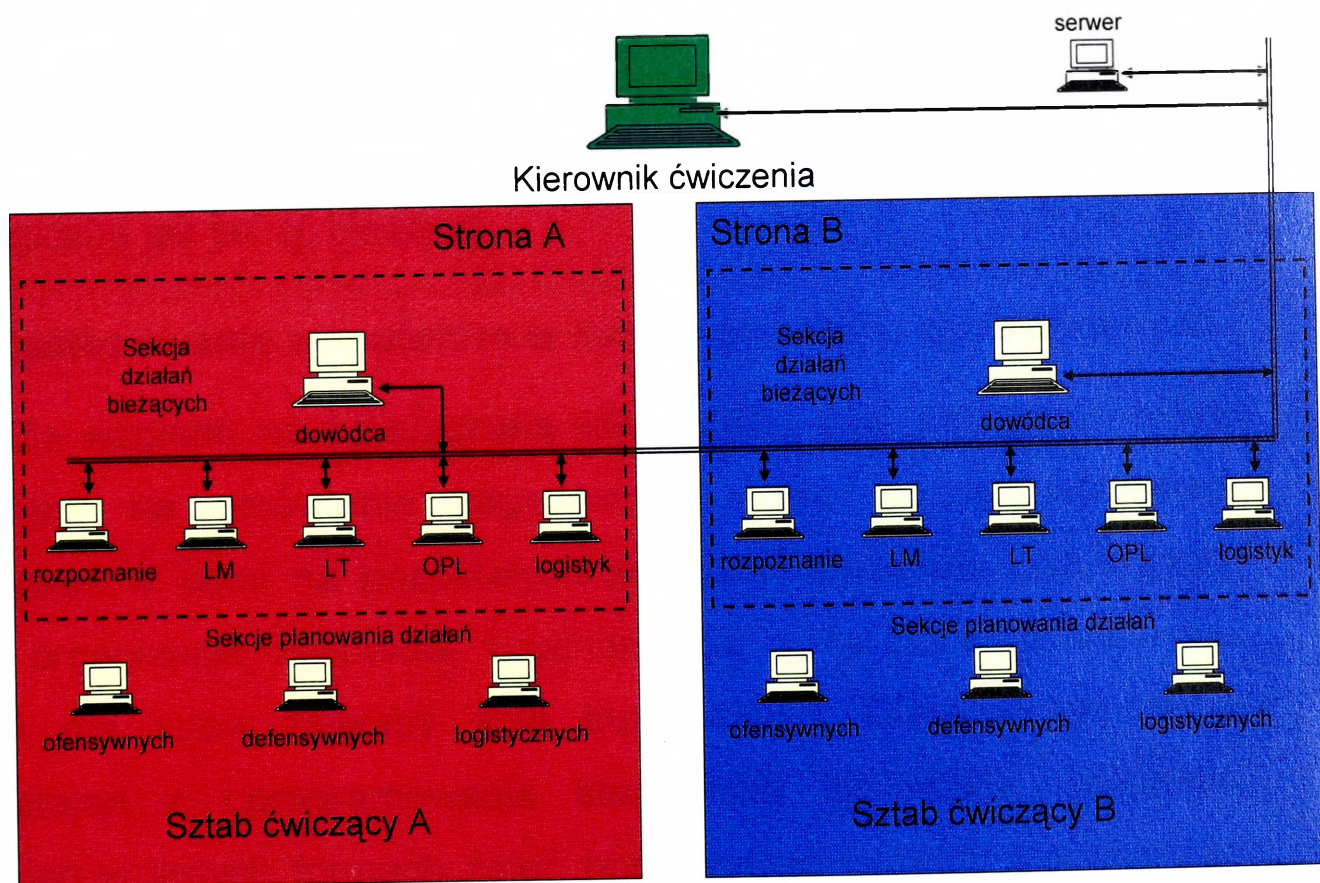 serwer
Kierownik ćwiczenia
Strona A
Sekcja
działań
bieżących
dowódca
rozpoznanie
LM
LT
OPL
logistyk
Sekcje planowania działań
ofensywnych
defensywnych
logistycznych
Sztab ćwiczący A
Strona B
Sekcja
działań
bieżących
dowódca
rozpoznanie
LM
LT
OPL
logistyk
Sekcje planowania działań
ofensywnych
defensywnych
logistycznych
Sztab ćwiczący B